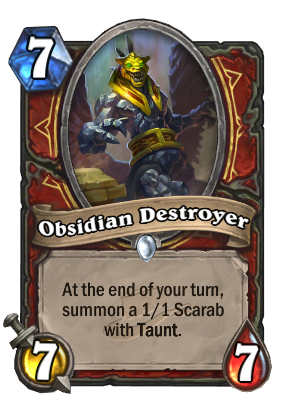 7
Obsidian Destroyer
At the end of your turn,
summon a 1/1 Scarab
with Taunt.
7 7